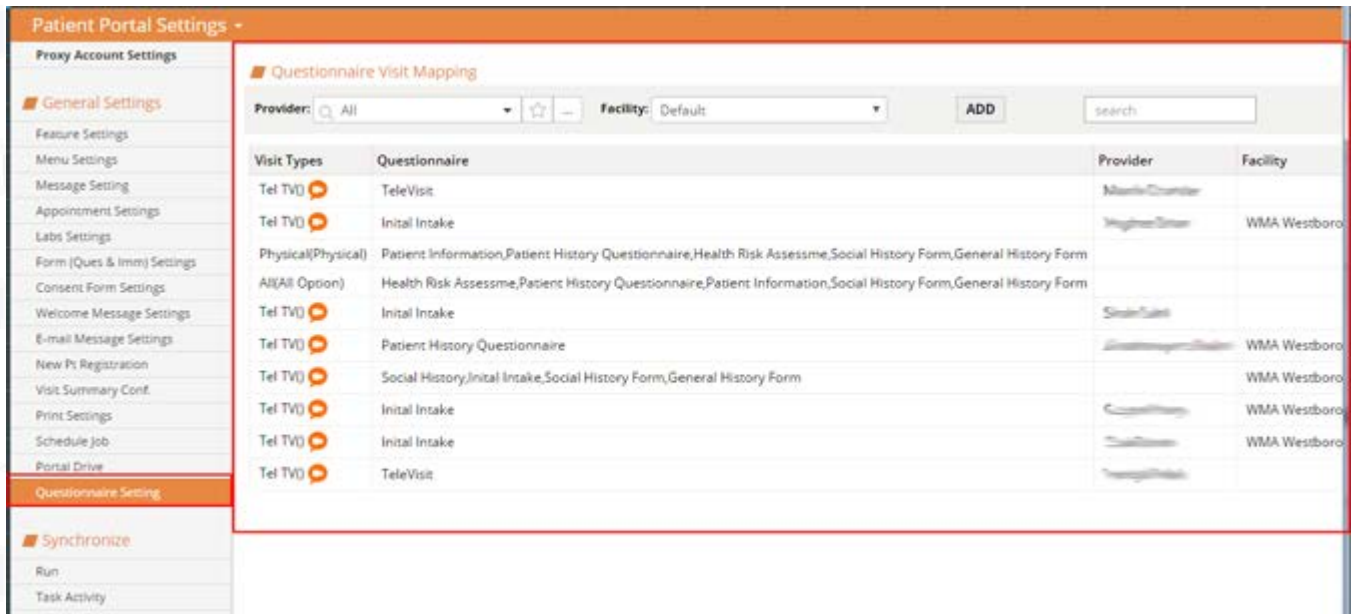 Patient Portal Settings
Proxy Account Settings
General Settings
Feature Settings
Menu Settings
Message Setting
Appointment Settings
Labs Settings
Form (Ques & Imm) Settings
Consent Form Settings
Welcome Message Settings
E-mail Message Settings
New Pt Registration
Visit Summary Conf.
Print Settings
Schedule Job
Portal Drive
Questionnaire Setting
Synchronize
Run
Task Activity
Questionnaire Visit Mapping
Provider: All ... Facility: Default ADD search
Visit Types Questionnaire Provider Facility
Tel TV() TeleVisit
Tel TV() Inital Intake WMA Westboro
Physical(Physical) Patient Information,Patient History Questionnaire,Health Risk Assessme,Social History Form,General History Form
All(All Option) Health Risk Assessme,Patient History Questionnaire,Patient Information,Social History Form,General History Form
Tel TV() Inital Intake
Tel TV() Patient History Questionnaire WMA Westboro
Tel TV() Social History,Inital Intake,Social History Form,General History Form WMA Westboro
Tel TV() Inital Intake WMA Westboro
Tel TV() Inital Intake WMA Westboro
Tel TV() TeleVisit